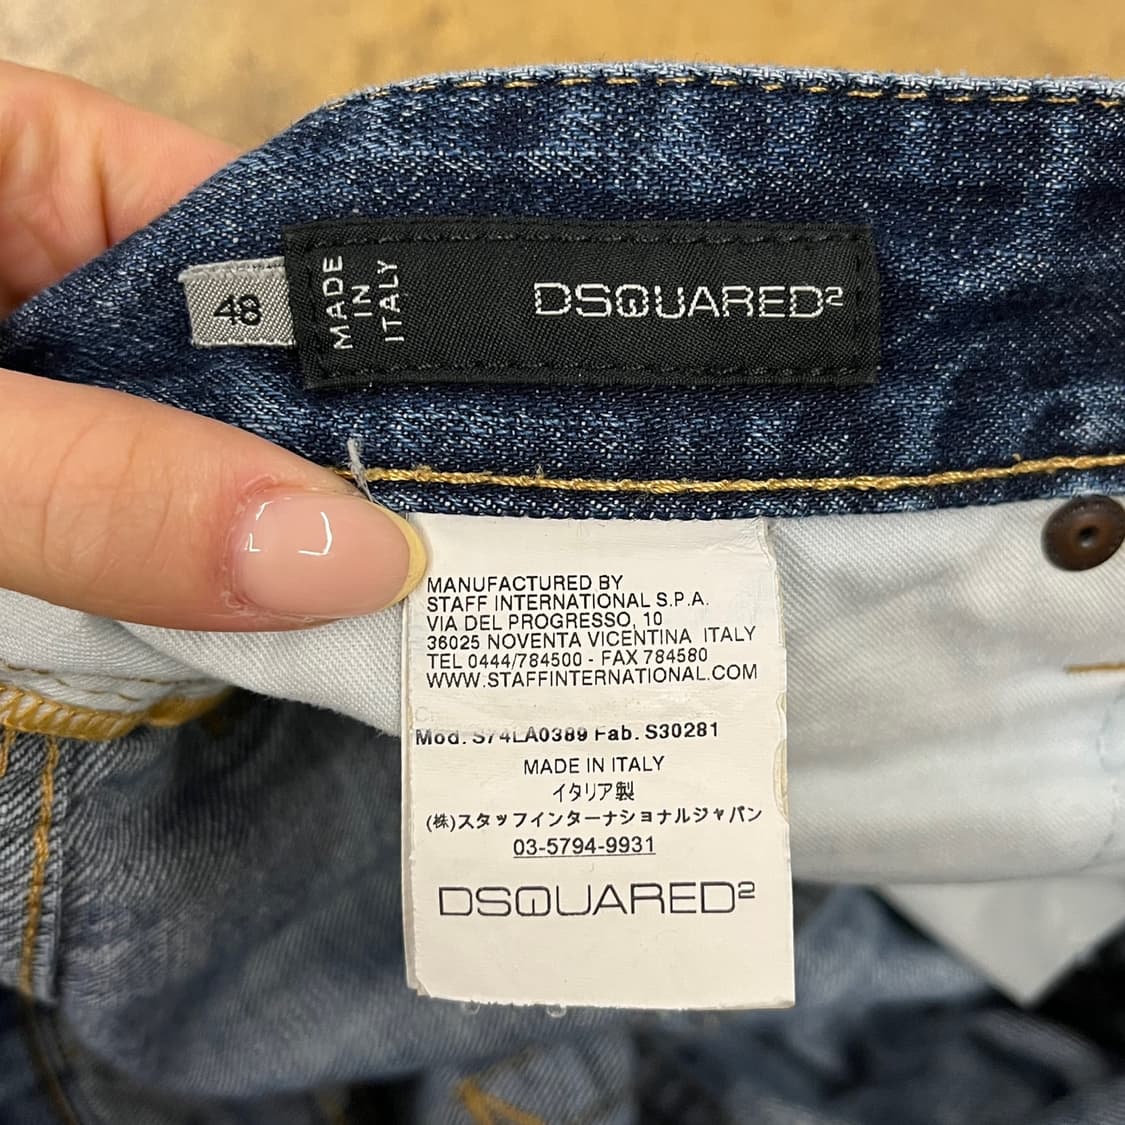 48
MADE
IN
ITALY
DSQUARED²
MANUFACTURED BY
STAFF INTERNATIONAL S.P.A.
VIA DEL PROGRESSO, 10
36025 NOVENTA VICENTINA ITALY
TEL 0444/784500 - FAX 784580
WWW.STAFFINTERNATIONAL.COM
Mod. S74LA0389 Fab. S30281
MADE IN ITALY
イタリア製
(株)スタッフインターナショナルジャパン
03-5794-9931
DSQUARED²